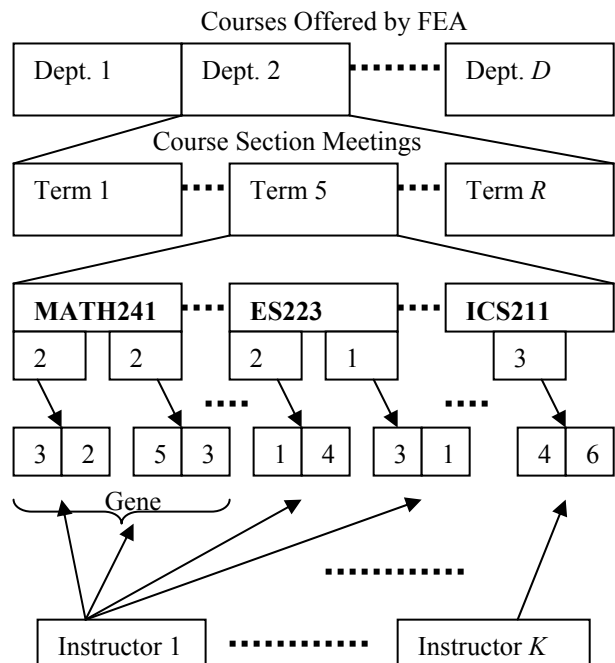 Courses Offered by FEA
Dept. 1 Dept. 2 Dept. D
Course Section Meetings
Term 1 Term 5 Term R
MATH241 ES223 ICS211
2 2 2 1 3
3 2 5 3 1 4 3 1 4 6
Gene
Instructor 1 Instructor K